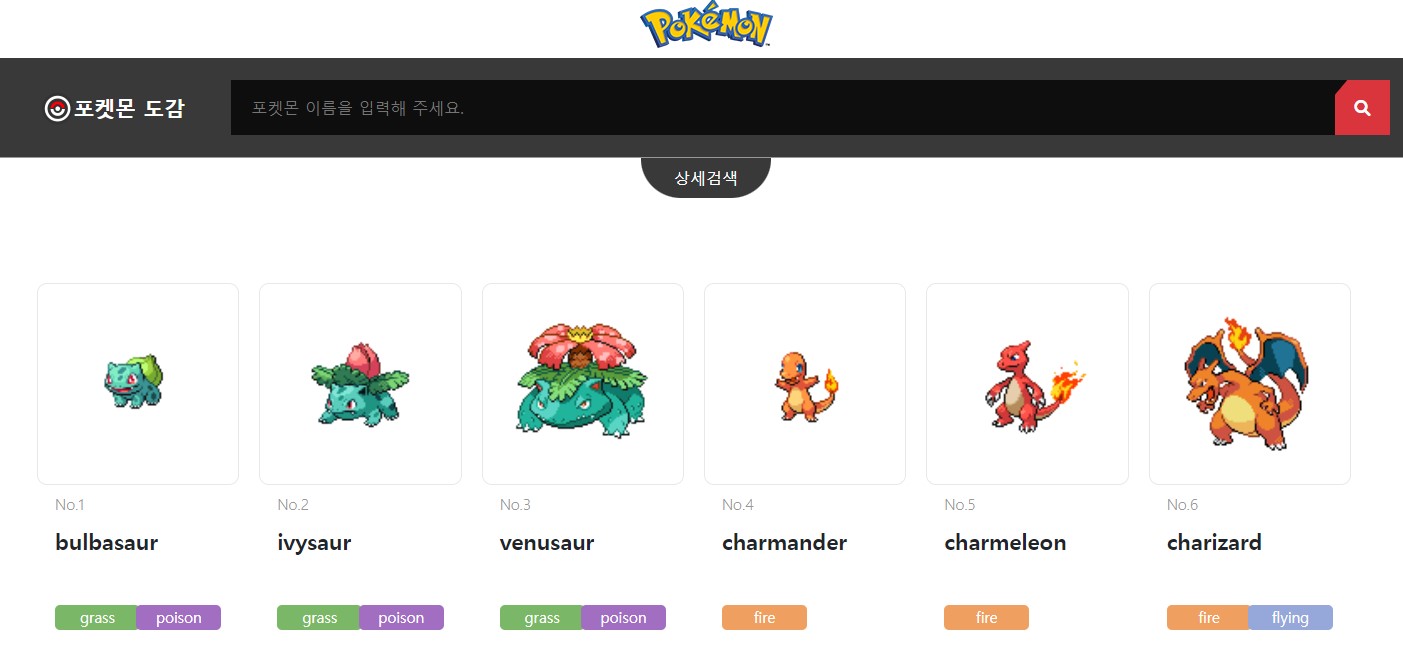 POKéMON
포켓몬 도감
포켓몬 이름을 입력해 주세요.
상세검색
No.1
bulbasaur
grass poison
No.2
ivysaur
grass poison
No.3
venusaur
grass poison
No.4
charmander
fire
No.5
charmeleon
fire
No.6
charizard
fire flying